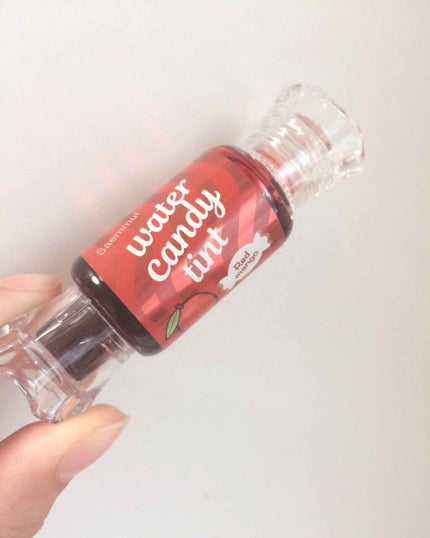 Saemmul
water
candy
tint
Red
mango